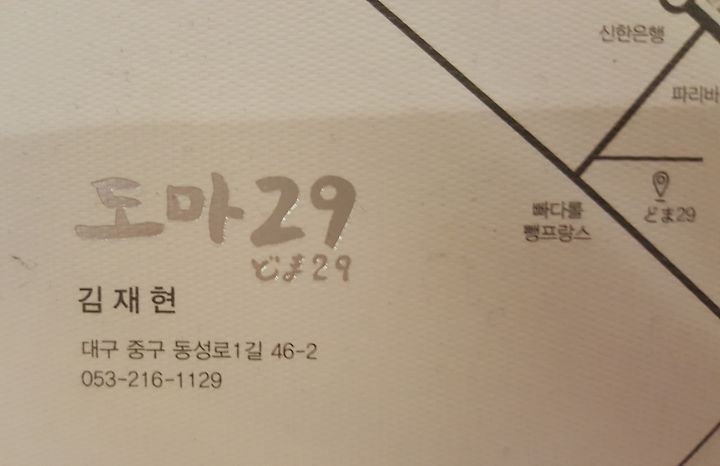 신한은행
파리바
도마29
どま29
빠다롤
뺑프랑스
どま29
김재현
대구 중구 동성로1길 46-2
053-216-1129